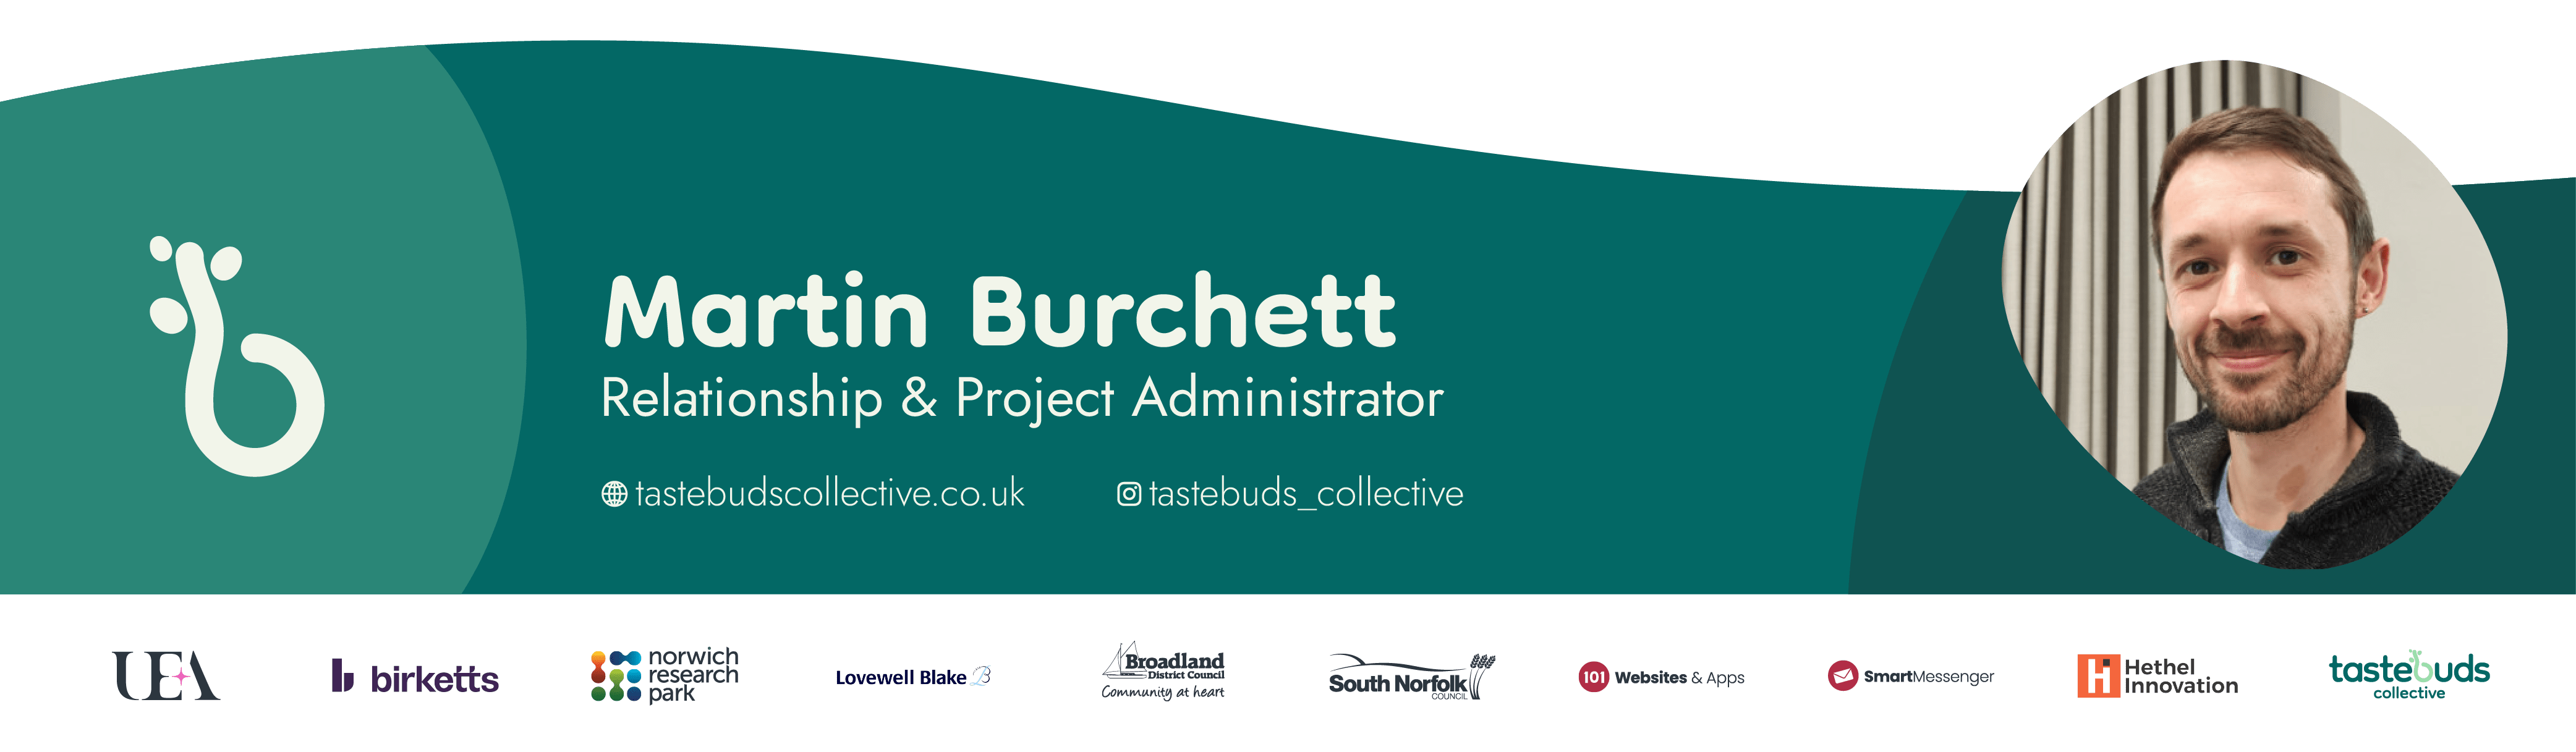 Martin Burchett
Relationship & Project Administrator
tastebudscollective.co.uk
tastebuds_collective
UEA
birketts
norwich
research
park
Lovewell Blake B
Broadland
District Council
Community at heart
South Norfolk
COUNCIL
101 Websites & Apps
SmartMessenger
Hi Hethel
Innovation
tastebuds
collective